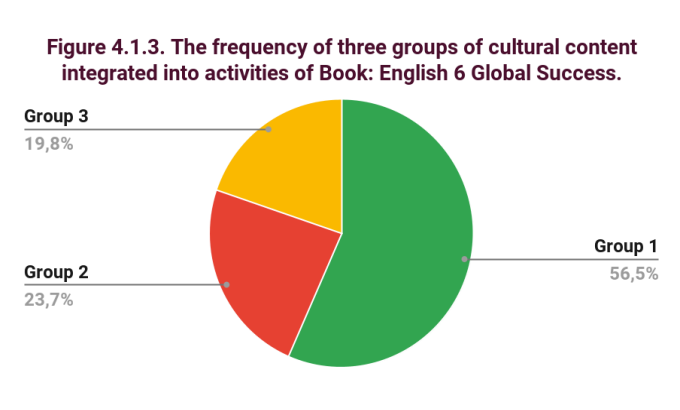 Figure 4.1.3. The frequency of three groups of cultural content
integrated into activities of Book: English 6 Global Success.
Group 3
19,8%
Group 1
56,5%
Group 2
23,7%